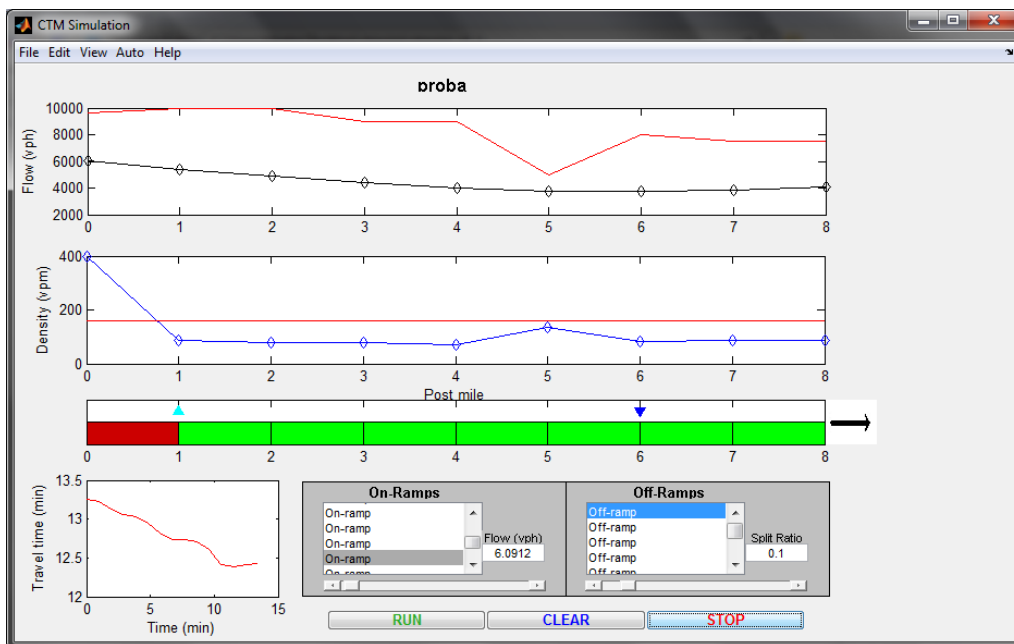 CTM Simulation
File Edit View Auto Help
proba
10000
8000
6000
4000
2000
Flow (vph)
0 1 2 3 4 5 6 7 8
400
200
0
Density (vpm)
0 1 2 3 4 5 6 7 8
Post mile
0 1 2 3 4 5 6 7 8
13.5
13
12.5
12
Travel time (min)
0 5 10 15
Time (min)
On-Ramps
On-ramp
On-ramp
On-ramp
On-ramp
On-ramp
Flow (vph)
6.0912
Off-Ramps
Off-ramp
Off-ramp
Off-ramp
Off-ramp
Off-ramp
Split Ratio
0.1
RUN CLEAR STOP